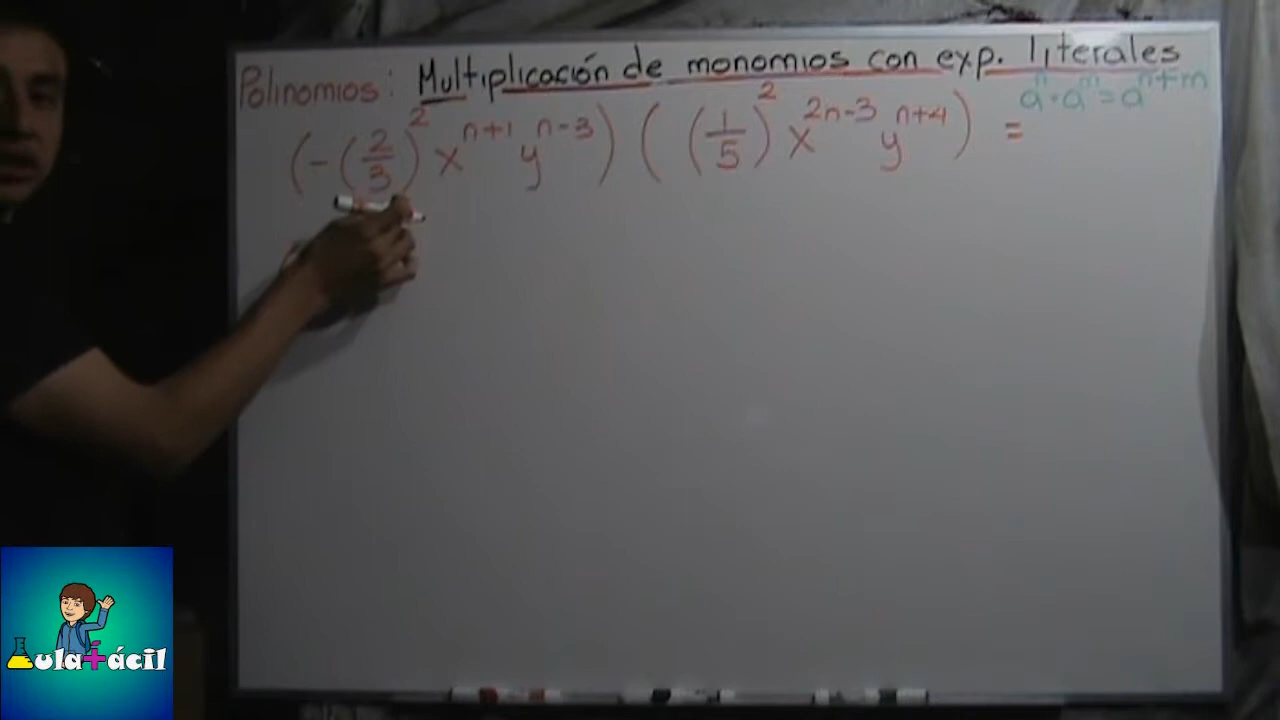 Polinomios: Multiplicación de monomios con exp. literales
aⁿ·aᵐ=aⁿ⁺ᵐ
(-(2/3)² xⁿ⁺¹ yⁿ⁻³) ((1/5)² x²ⁿ⁻³ yⁿ⁺⁴) =
Aula+ácil